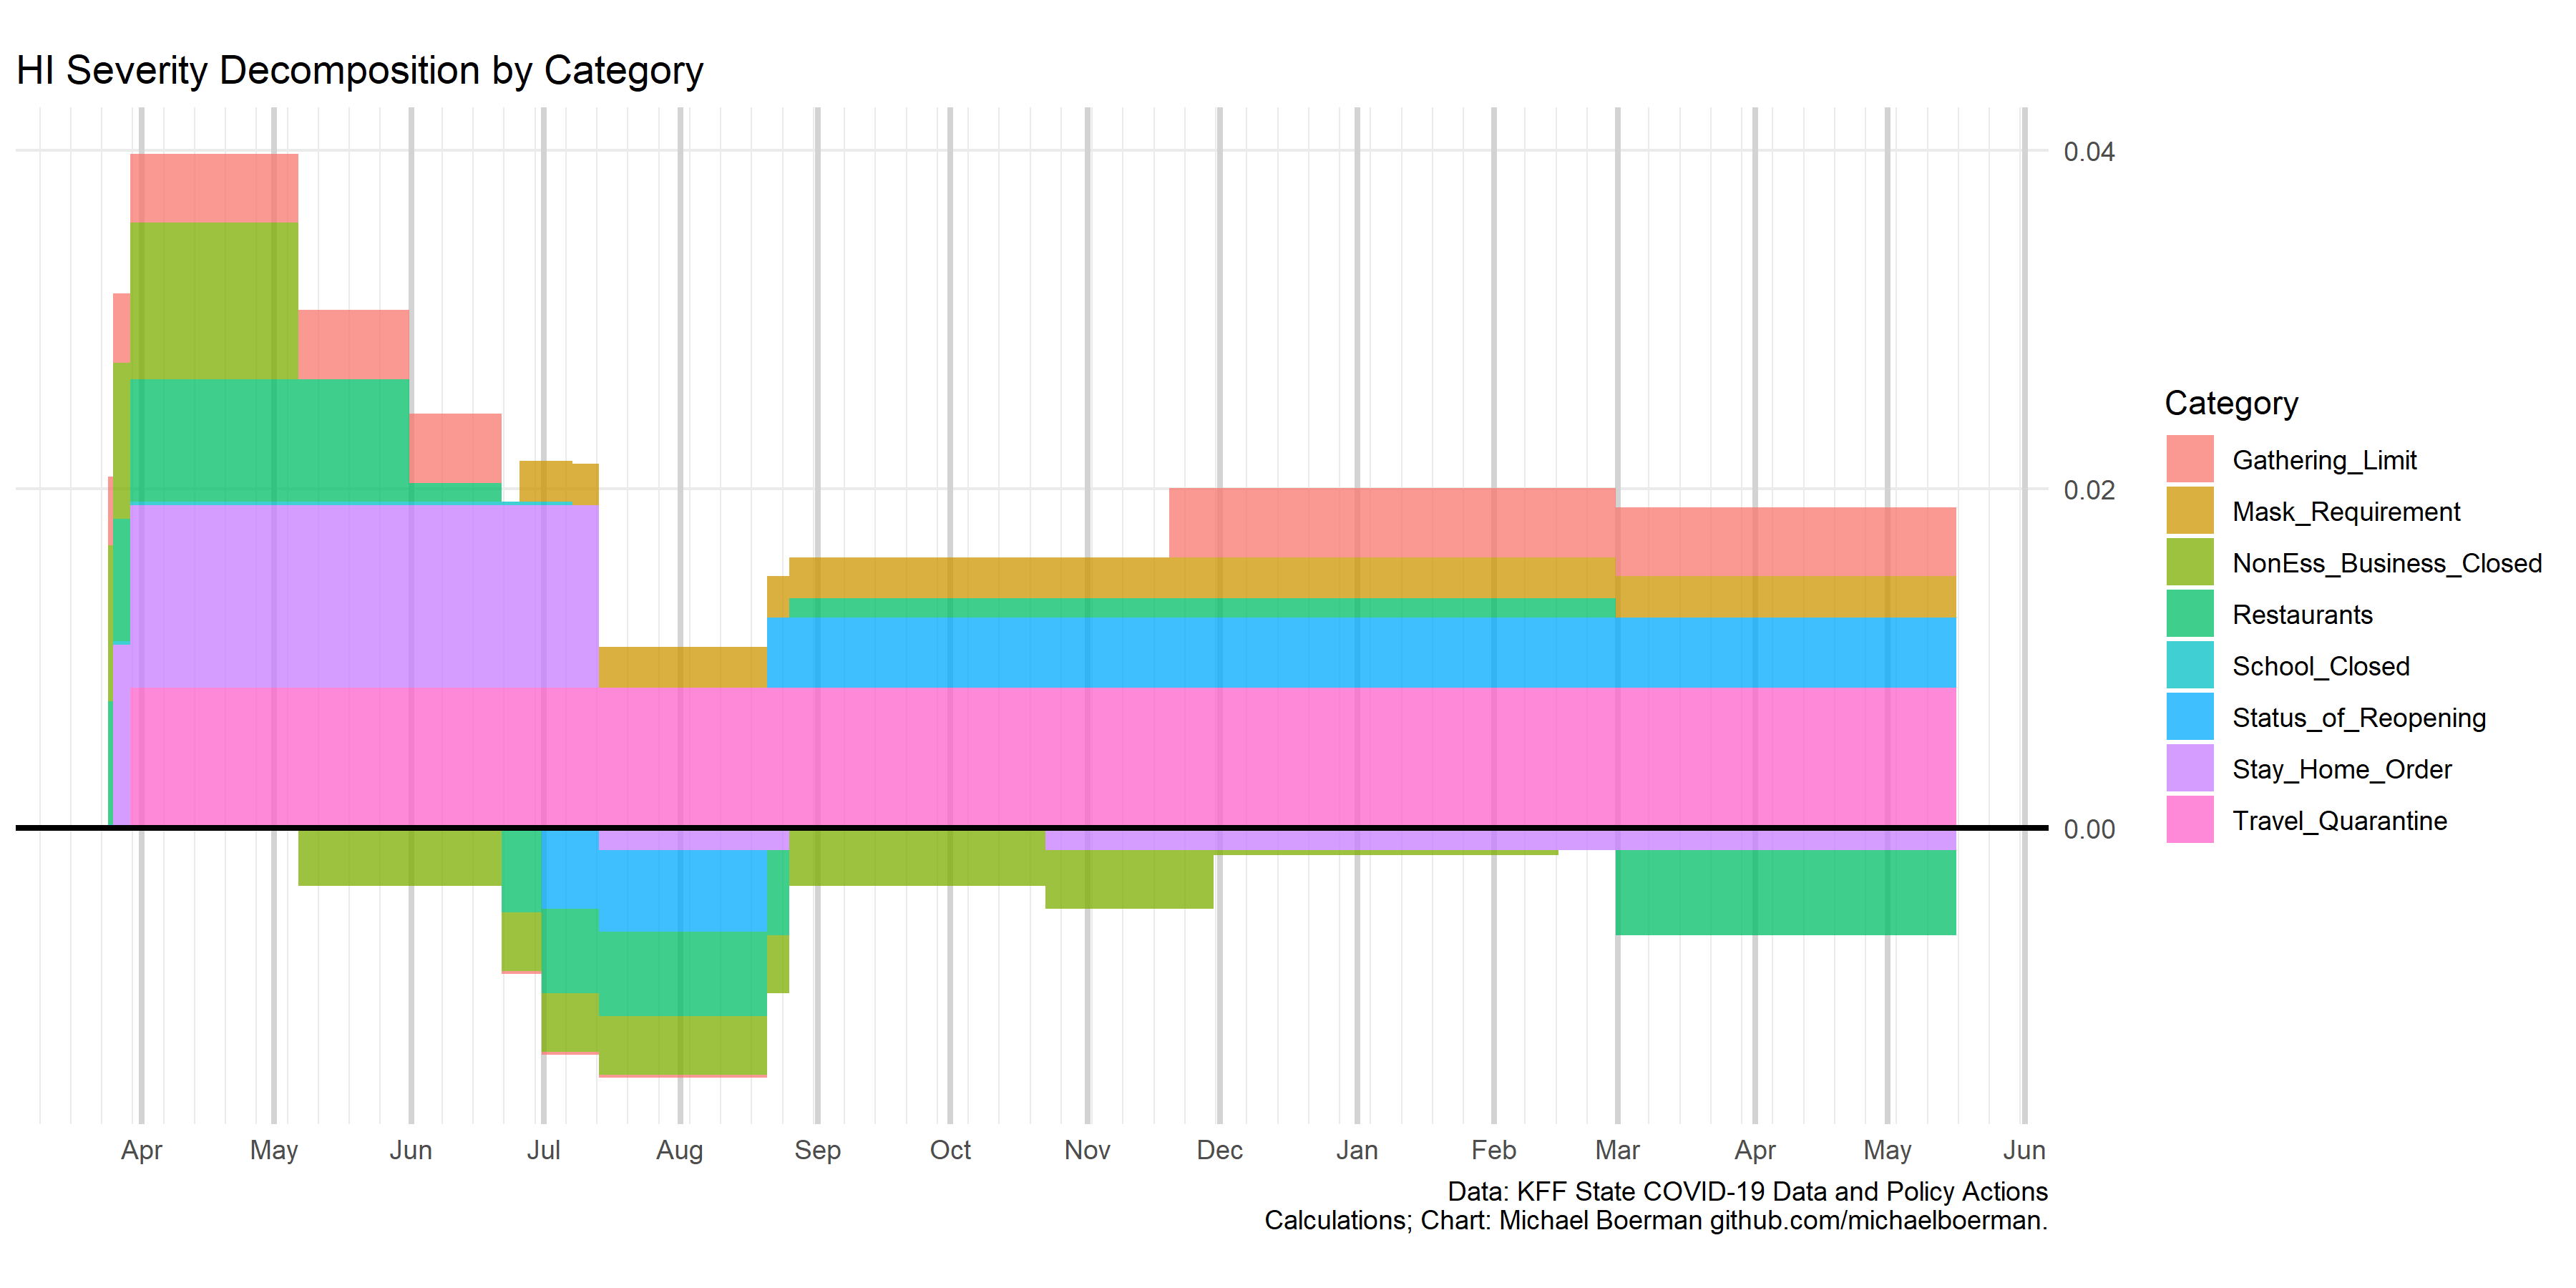 HI Severity Decomposition by Category
0.04
0.02
0.00
Category
Gathering_Limit
Mask_Requirement
NonEss_Business_Closed
Restaurants
School_Closed
Status_of_Reopening
Stay_Home_Order
Travel_Quarantine
Apr May Jun Jul Aug Sep Oct Nov Dec Jan Feb Mar Apr May Jun
Data: KFF State COVID-19 Data and Policy Actions
Calculations; Chart: Michael Boerman github.com/michaelboerman.